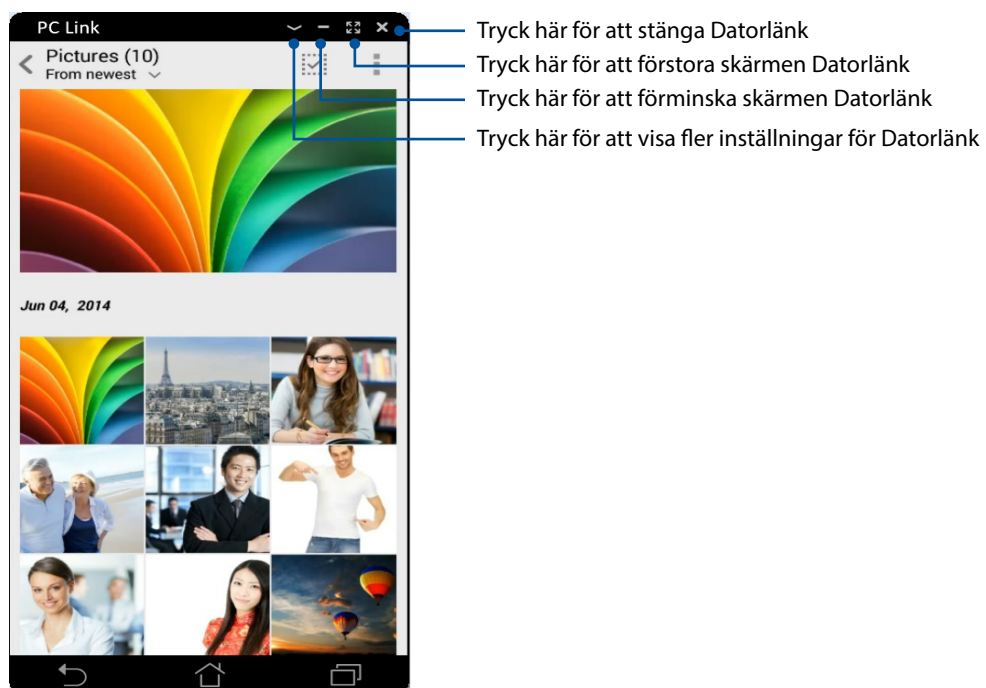 PC Link
Pictures (10)
From newest
Jun 04, 2014
Tryck här för att stänga Datorlänk
Tryck här för att förstora skärmen Datorlänk
Tryck här för att förminska skärmen Datorlänk
Tryck här för att visa fler inställningar för Datorlänk